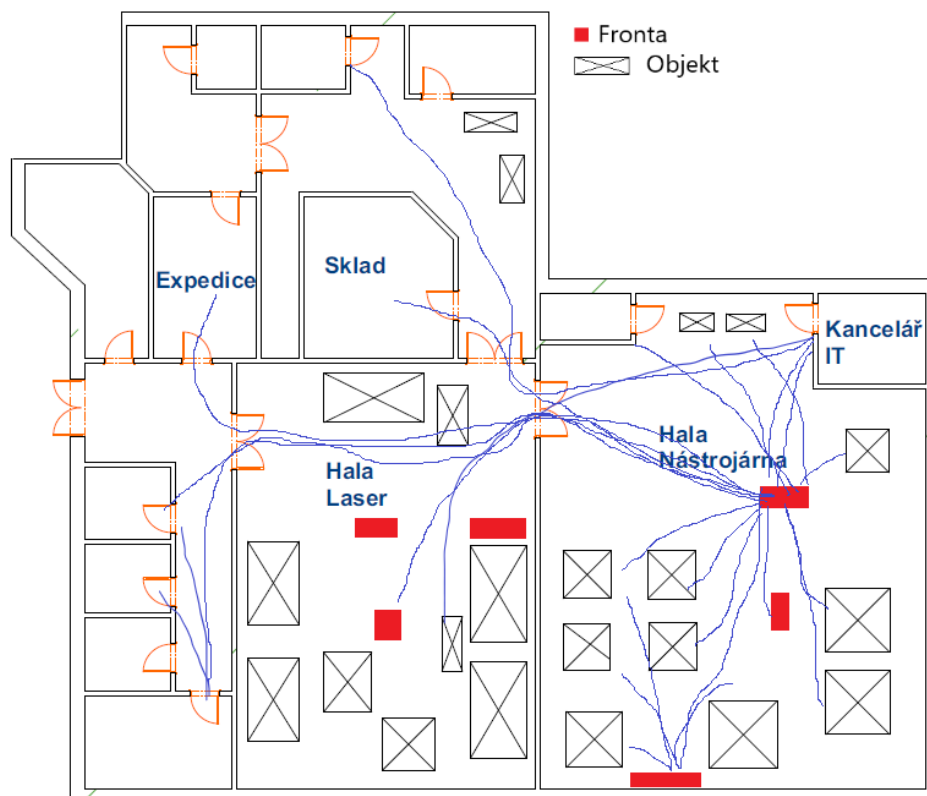 Fronta
Objekt
Expedice
Sklad
Kancelář
IT
Hala
Nástrojárna
Hala
Laser